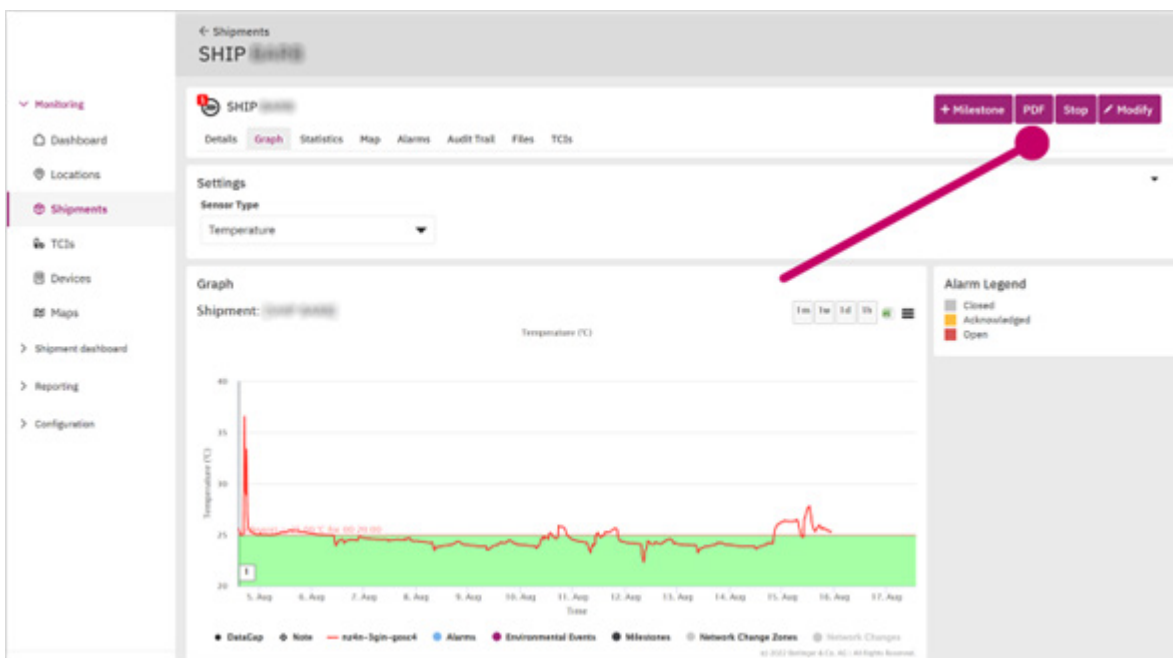 ← Shipments
SHIP
Monitoring
Dashboard
Locations
Shipments
TCIs
Devices
Maps
Shipment dashboard
Reporting
Configuration
SHIP
+ Milestone PDF Stop Modify
Details Graph Statistics Map Alarms Audit Trail Files TCIs
Settings
Sensor Type
Temperature
Graph
Shipment:
1m 1w 1d 1h
Temperature (°C)
Alarm Legend
Closed
Acknowledged
Open
Temperature (°C)
40
35
30
25
20
5. Aug 6. Aug 7. Aug 8. Aug 9. Aug 10. Aug 11. Aug 12. Aug 13. Aug 14. Aug 15. Aug 16. Aug 17. Aug
Time
DataGap Note Alarms Environmental Events Milestones Network Change Zones Network Changes
All Rights Reserved.